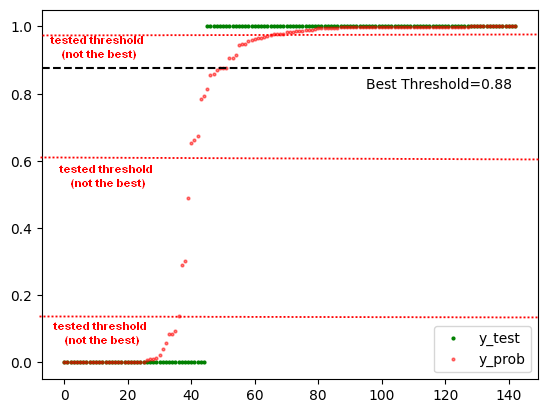 1.0
tested threshold
(not the best)
Best Threshold=0.88
0.8
0.6
tested threshold
(not the best)
0.4
0.2
tested threshold
(not the best)
y_test
y_prob
0.0
0 20 40 60 80 100 120 140